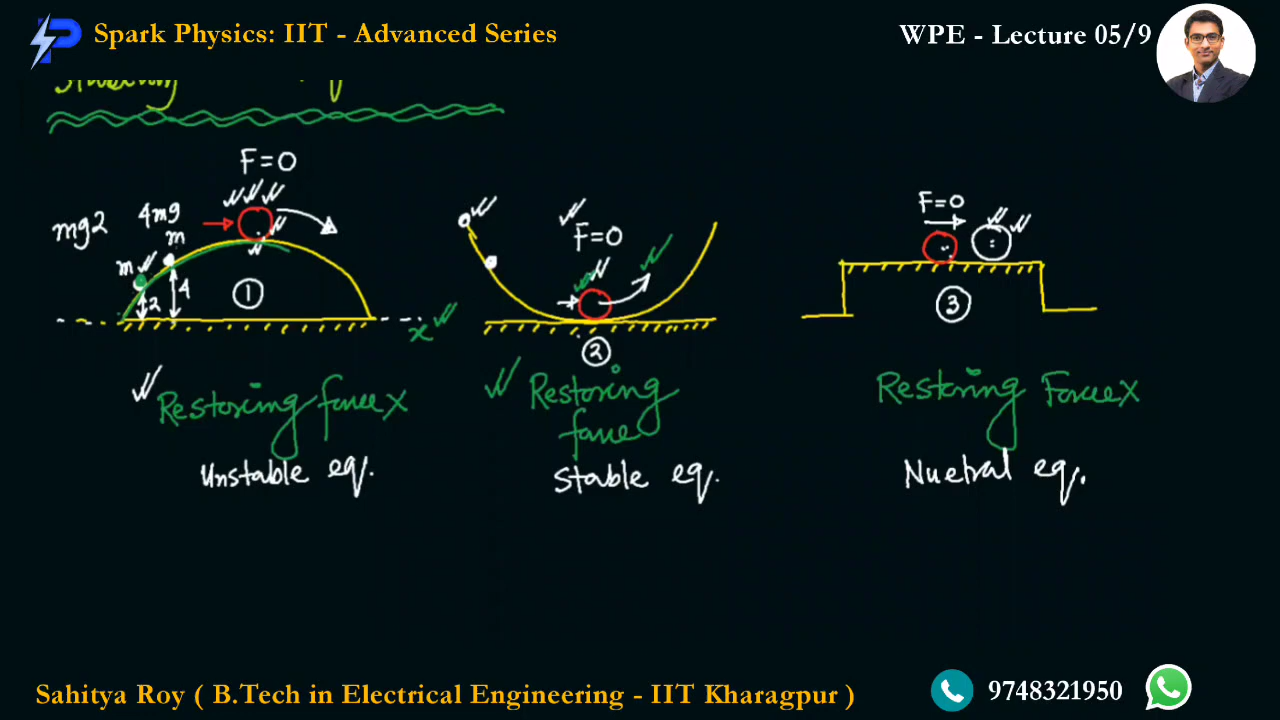 Spark Physics: IIT - Advanced Series
WPE - Lecture 05/9
F=0
mg2
4mg
m
m
2
4
1
x
F=0
2
F=0
3
Restoring force X
Unstable eq.
Restoring
force
Stable eq.
Restoring Force X
Nuetral eq.
Sahitya Roy ( B.Tech in Electrical Engineering - IIT Kharagpur )
9748321950